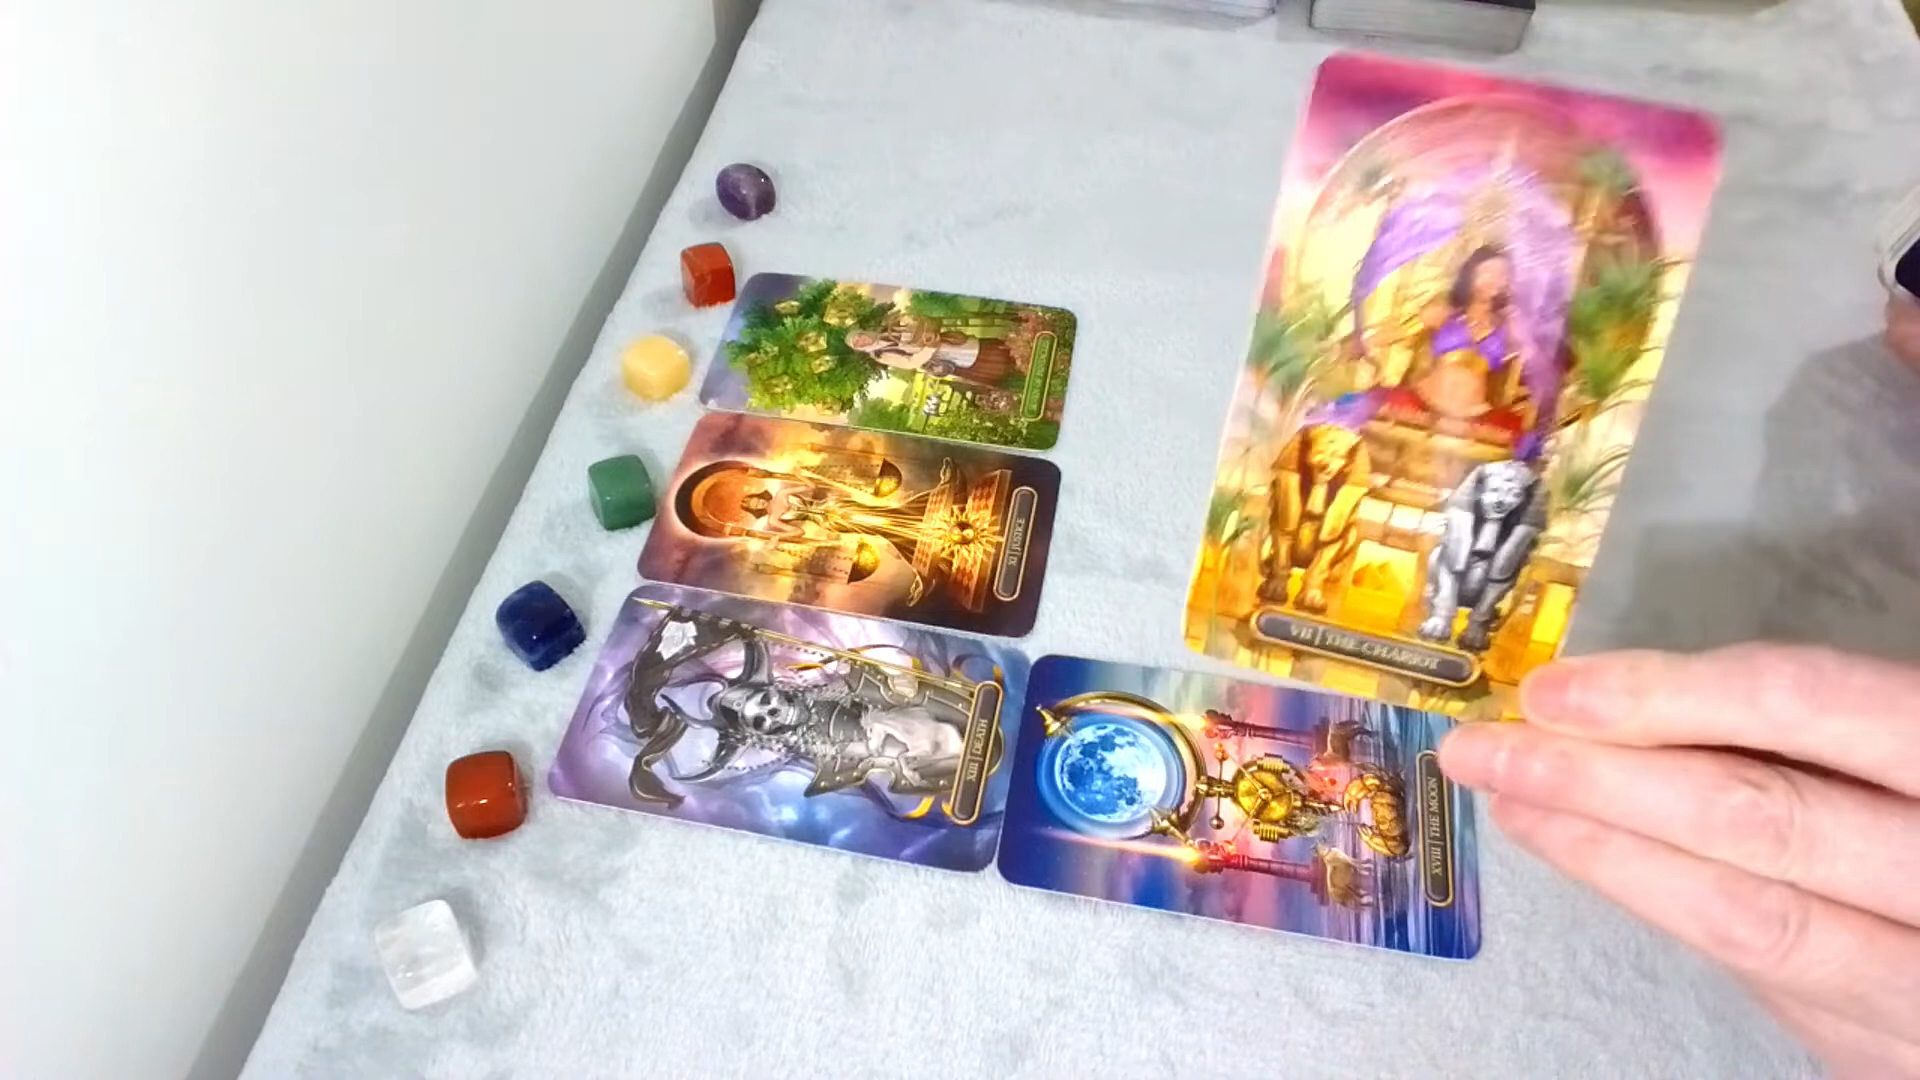 VII | THE CHARIOT
XI | JUSTICE
XIII | DEATH
XVIII | THE MOON